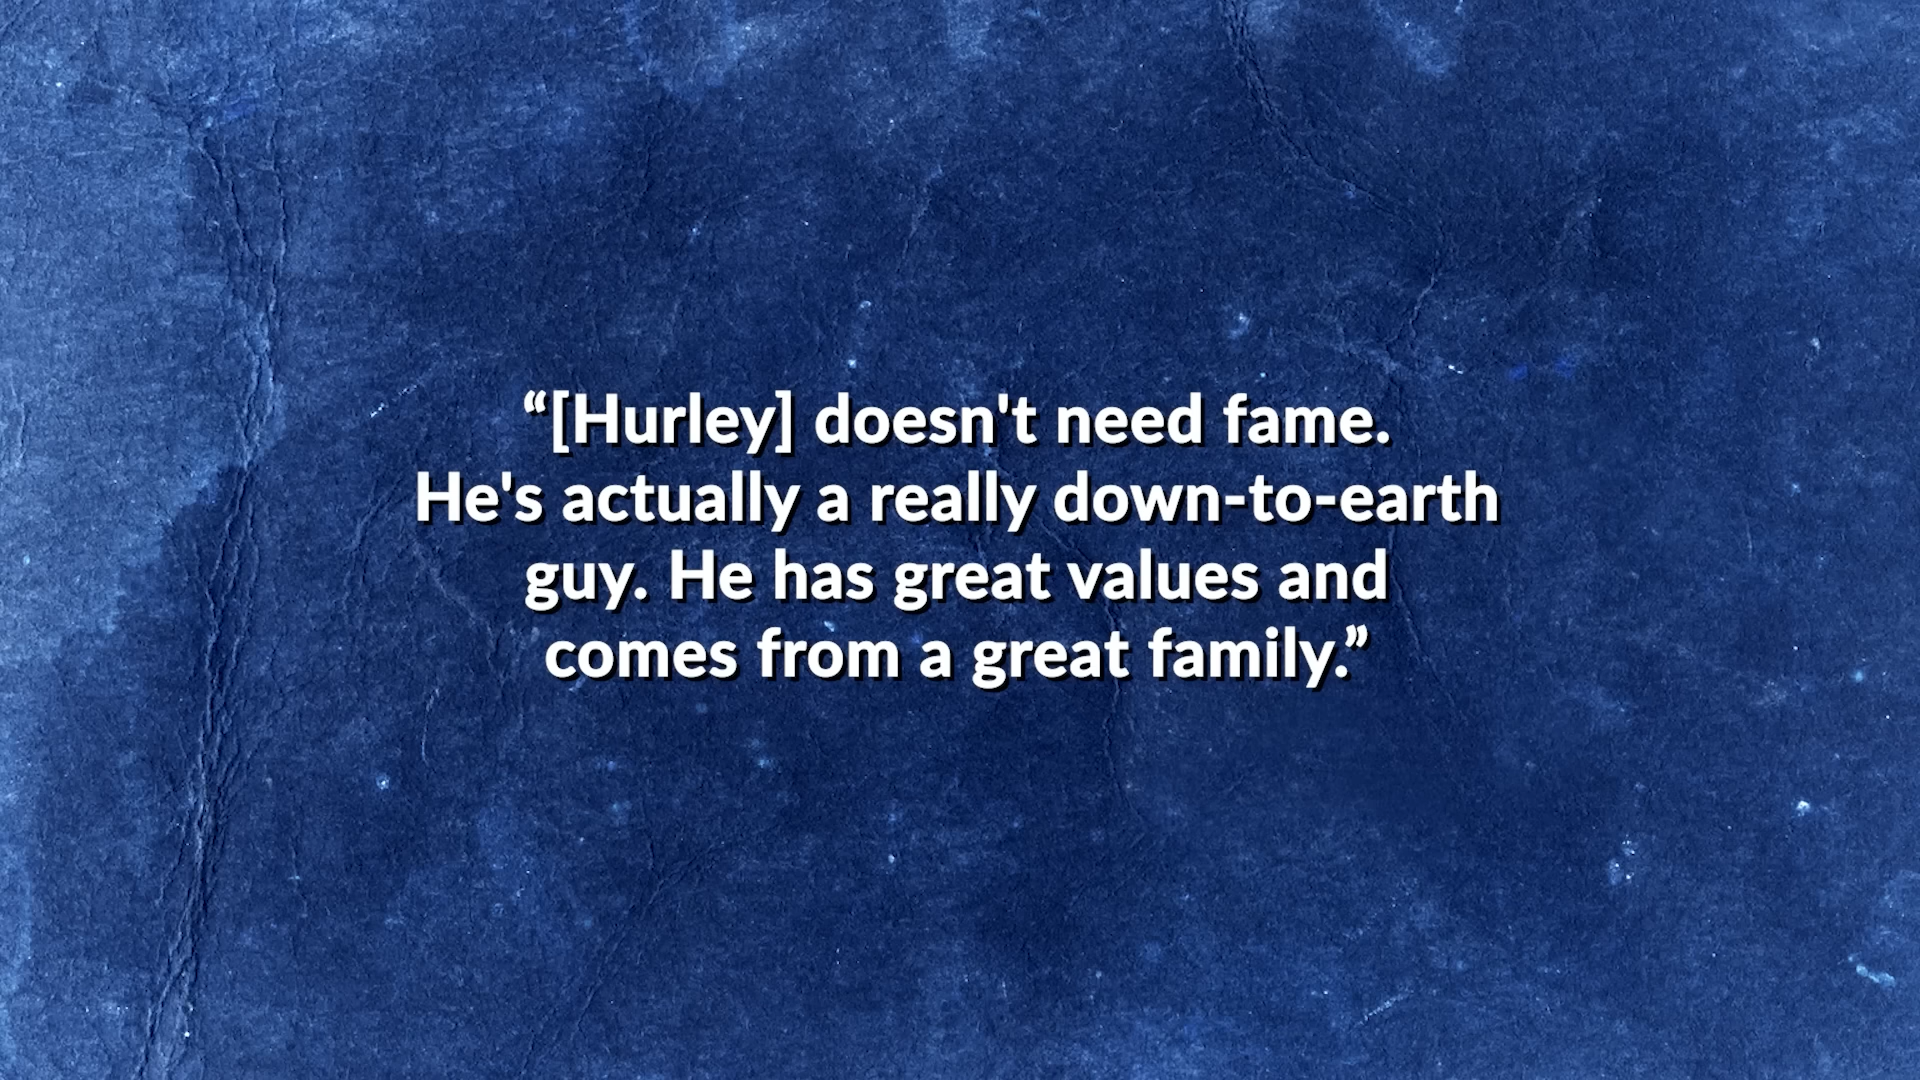 “[Hurley] doesn't need fame.
He's actually a really down-to-earth
guy. He has great values and
comes from a great family.”